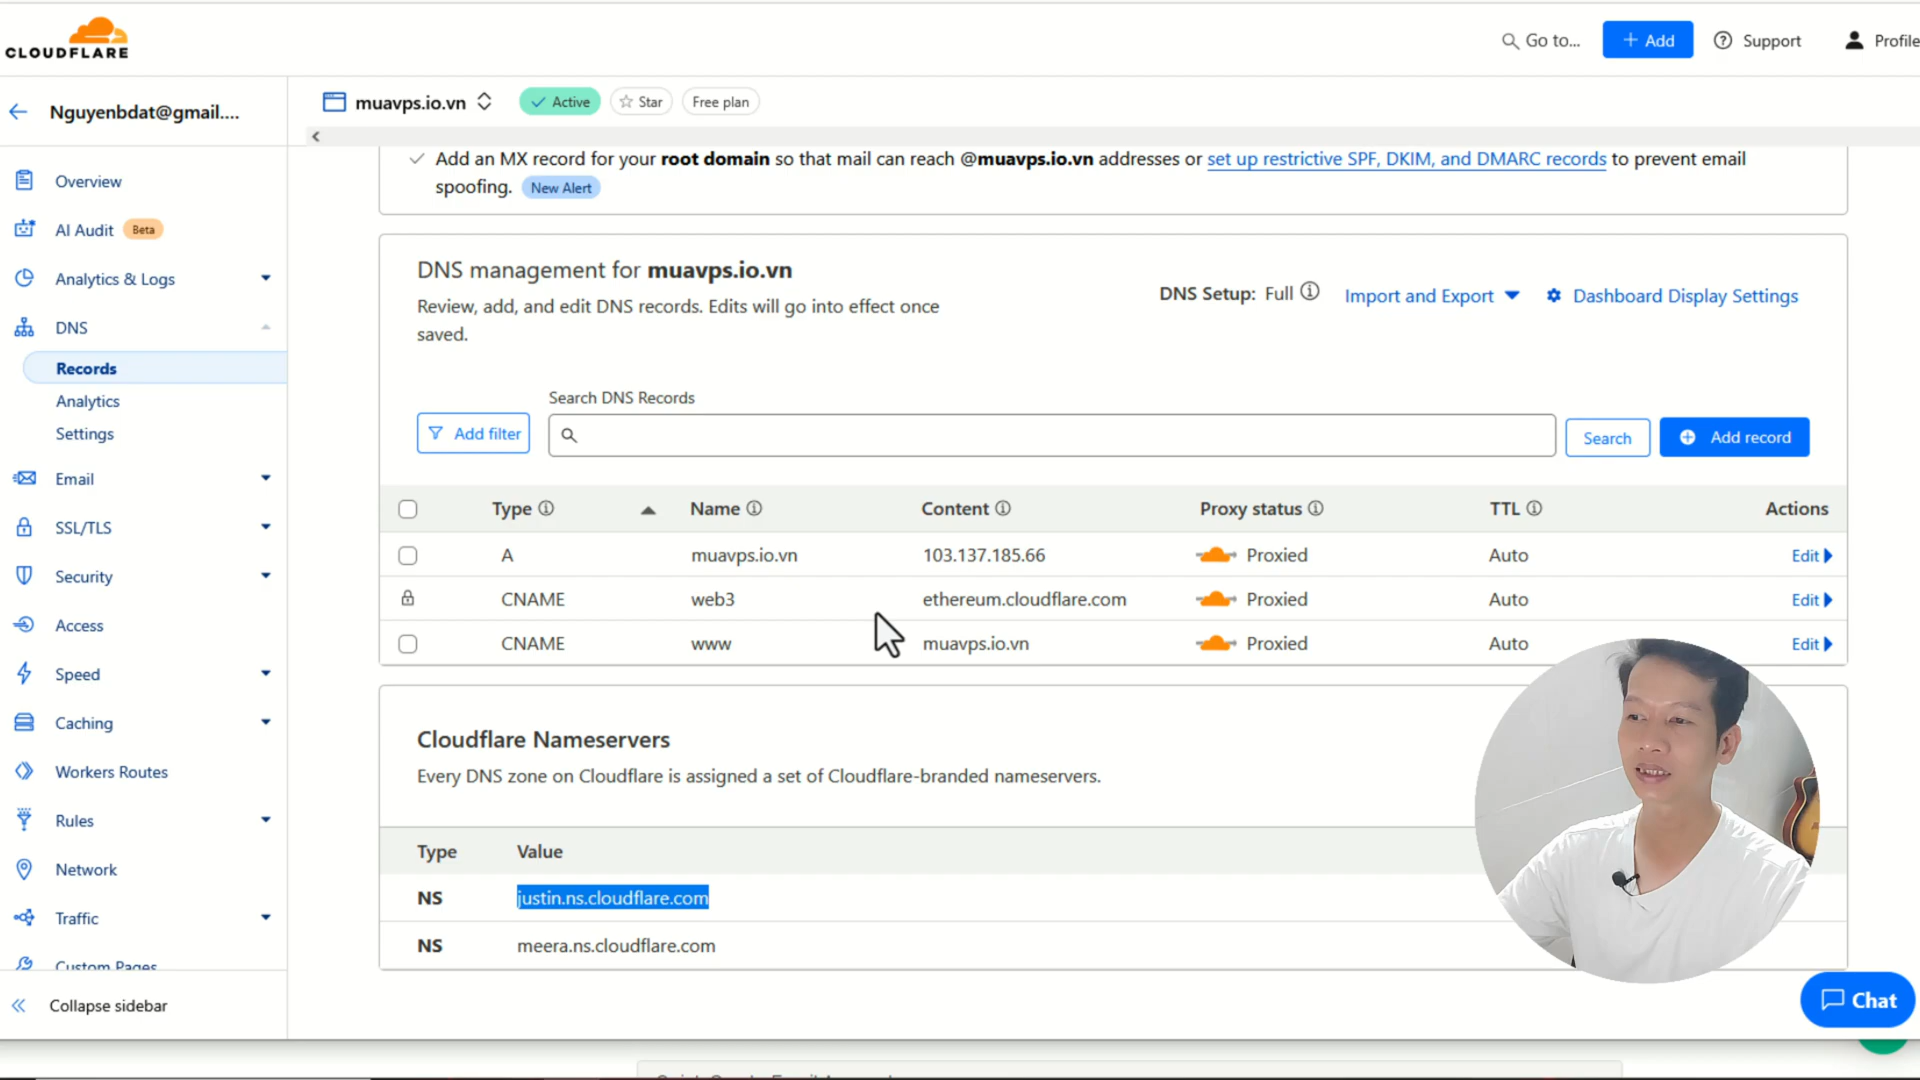 CLOUDFLARE
Go to...
+ Add
Support
Profile
Nguyenbdat@gmail....
muavps.io.vn
Active
Star
Free plan
Add an MX record for your root domain so that mail can reach @muavps.io.vn addresses or set up restrictive SPF, DKIM, and DMARC records to prevent email
spoofing. New Alert
Overview
AI Audit Beta
Analytics & Logs
DNS
Records
Analytics
Settings
Email
SSL/TLS
Security
Access
Speed
Caching
Workers Routes
Rules
Network
Traffic
Custom Pages
Collapse sidebar
DNS management for muavps.io.vn
Review, add, and edit DNS records. Edits will go into effect once
saved.
DNS Setup: Full
Import and Export
Dashboard Display Settings
Search DNS Records
Add filter
Search
Add record
Type Name Content Proxy status TTL Actions
A muavps.io.vn 103.137.185.66 Proxied Auto Edit
CNAME web3 ethereum.cloudflare.com Proxied Auto Edit
CNAME www muavps.io.vn Proxied Auto Edit
Cloudflare Nameservers
Every DNS zone on Cloudflare is assigned a set of Cloudflare-branded nameservers.
Type Value
NS justin.ns.cloudflare.com
NS meera.ns.cloudflare.com
Chat